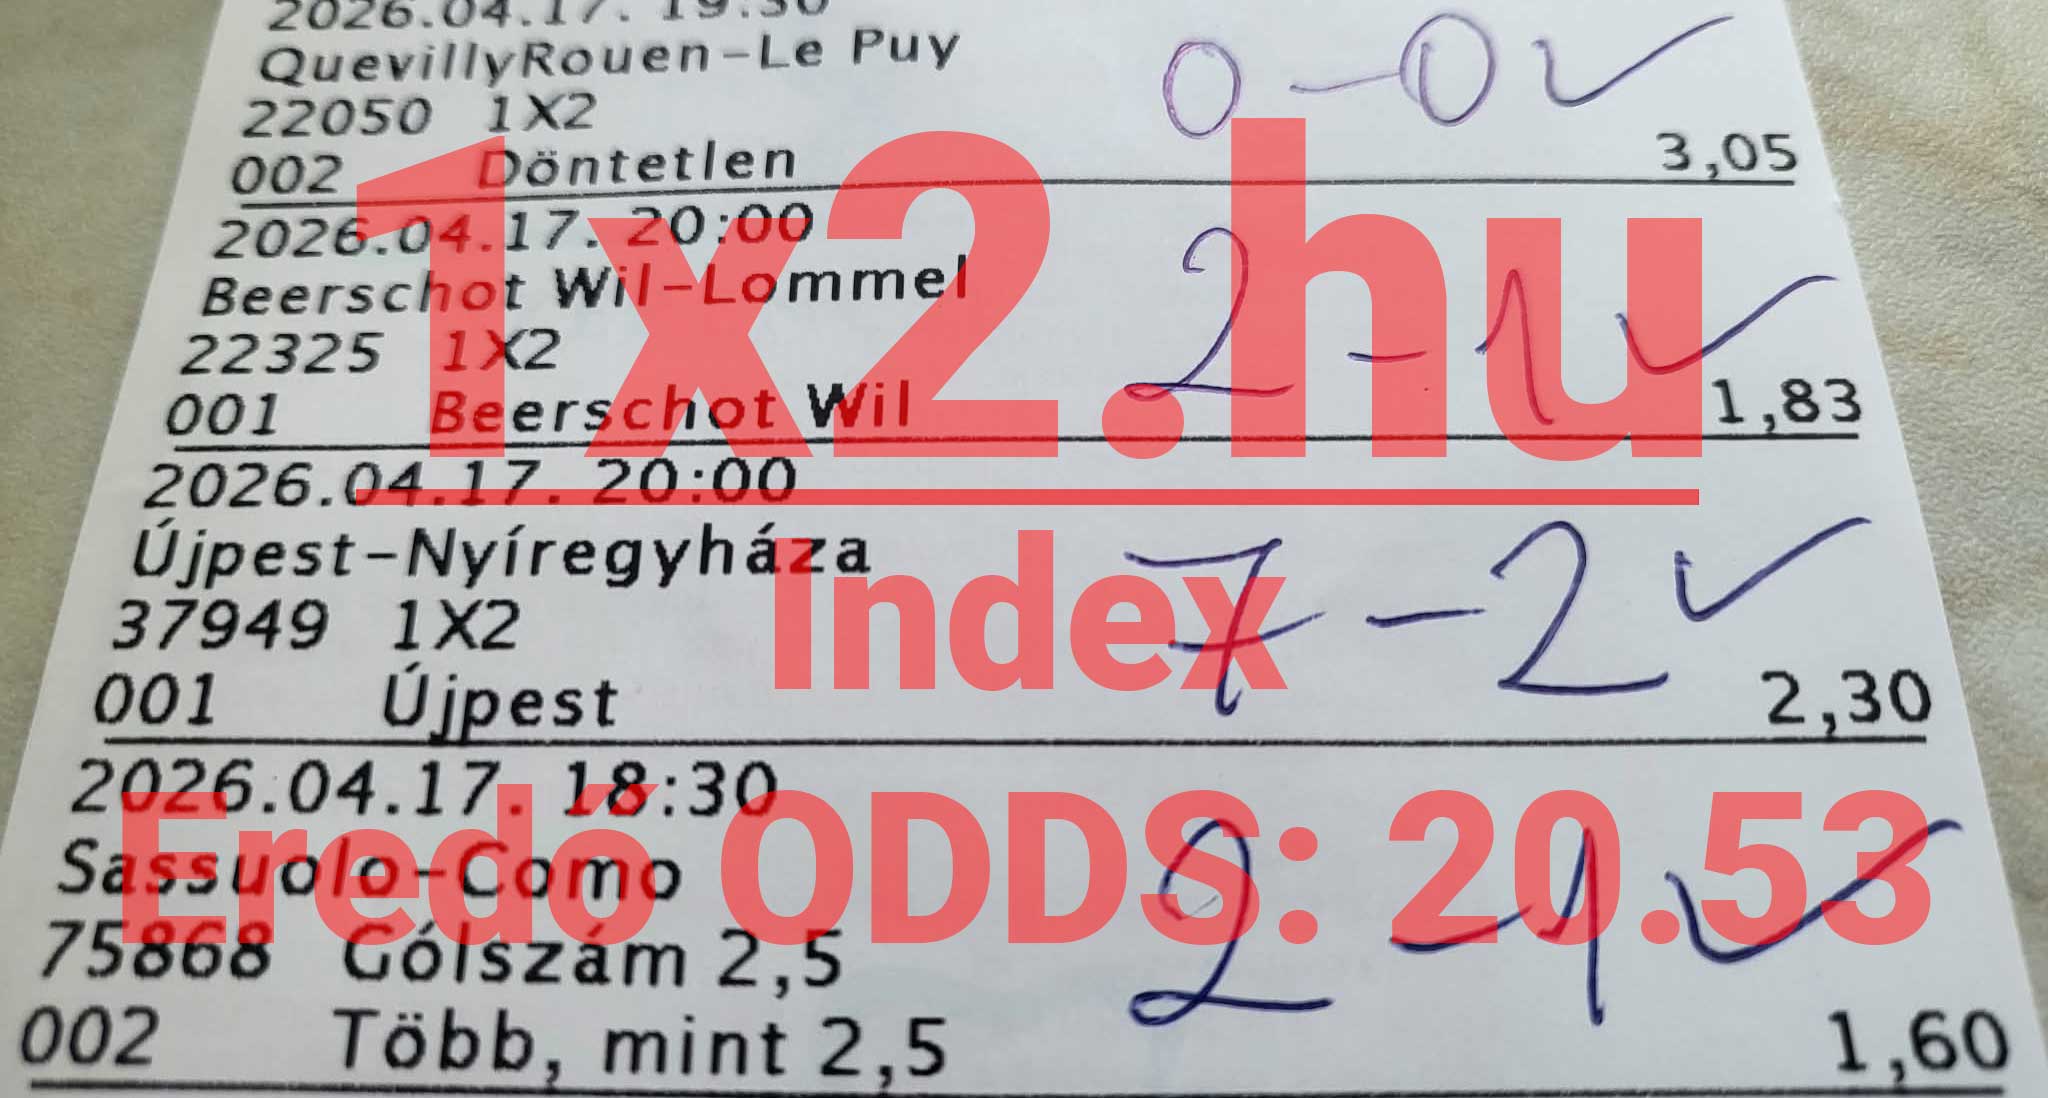 2026.04.17. 19:30
QuevillyRouen-Le Puy
0-0 ✓
22050 1X2
002 Döntetlen 3,05
2026.04.17. 20:00
Beerschot Wil-Lommel
2-1 ✓
22325 1X2
001 Beerschot Wil 1,83
2026.04.17. 20:00
Újpest-Nyíregyháza
7-2 ✓
37949 1X2
001 Újpest 2,30
2026.04.17. 18:30
Sassuolo-Como
2-1 ✓
75868 Gólszám 2,5
002 Több, mint 2,5 1,60
1x2.hu
Index
Eredő ODDS: 20.53